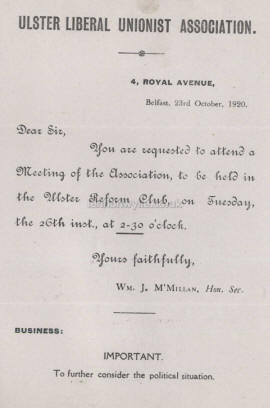 ULSTER LIBERAL UNIONIST ASSOCIATION.
4, ROYAL AVENUE,
Belfast, 23rd October, 1920.
Dear Sir,
You are requested to attend a
Meeting of the Association, to be held in
the Ulster Reform Club, on Tuesday,
the 26th inst., at 2-30 o'clock.
Yours faithfully,
WM. J. M'MILLAN, Hon. Sec.
BUSINESS:
IMPORTANT.
To further consider the political situation.